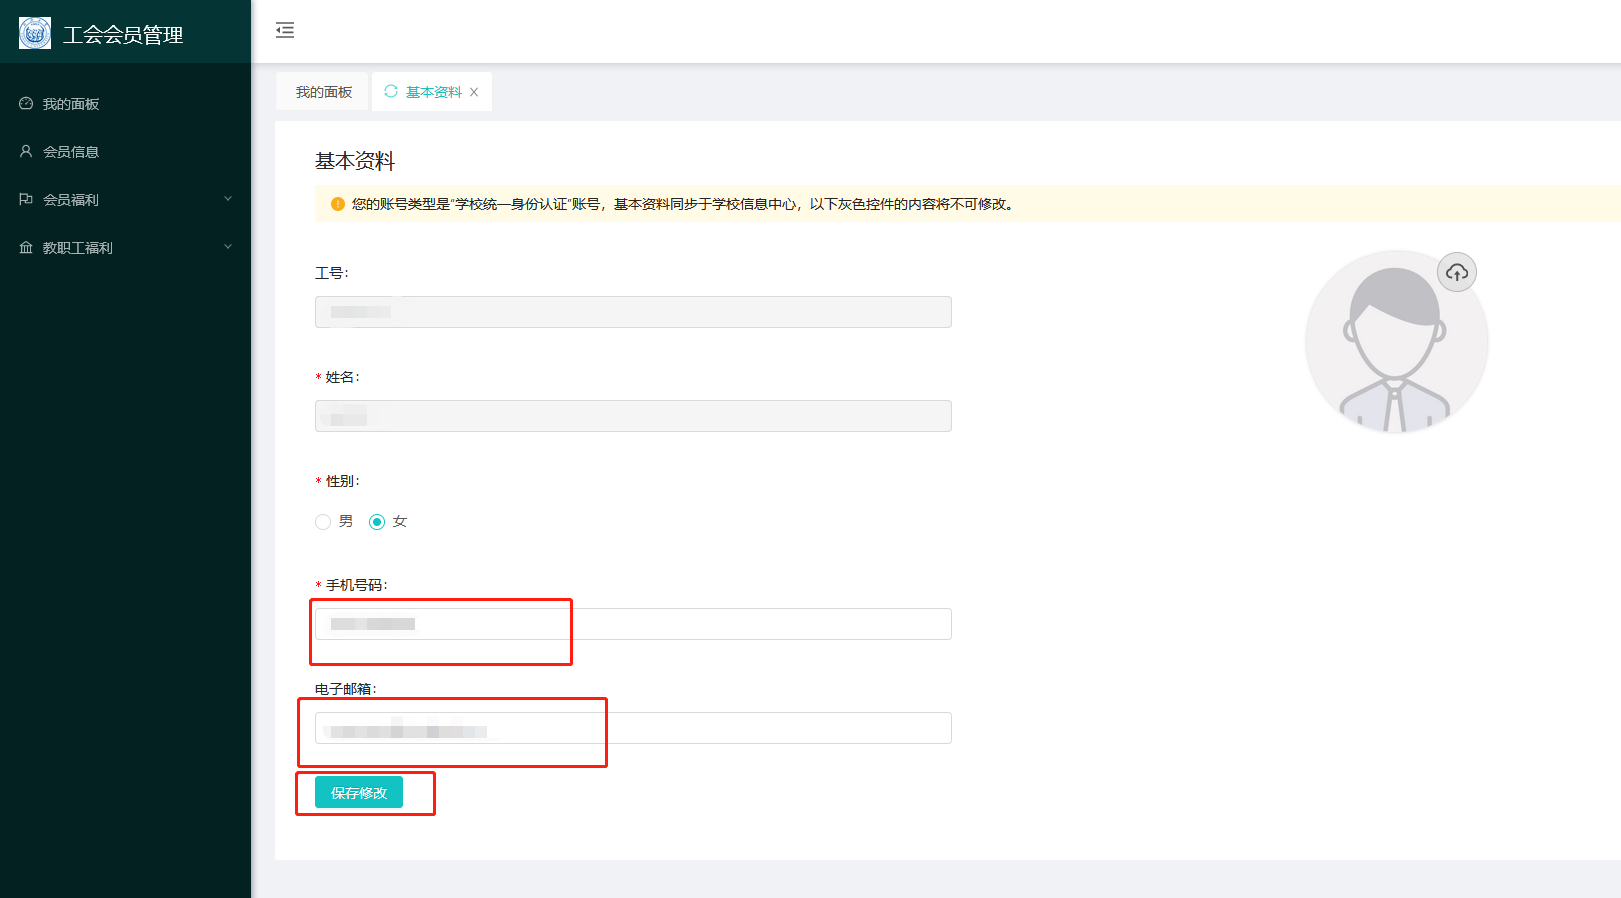 工会会员管理
我的面板
会员信息
会员福利
教职工福利
我的面板
基本资料
基本资料
您的账号类型是“学校统一身份认证”账号，基本资料同步于学校信息中心，以下灰色控件的内容将不可修改。
工号：
* 姓名：
* 性别：
男 女
* 手机号码：
电子邮箱：
保存修改